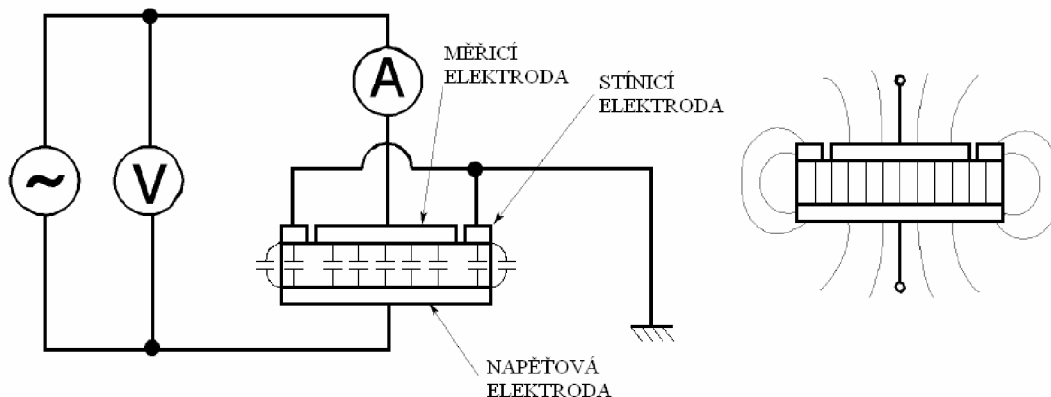 MĚŘICÍ
ELEKTRODA
STÍNICÍ
ELEKTRODA
A
~
V
NAPĚŤOVÁ
ELEKTRODA